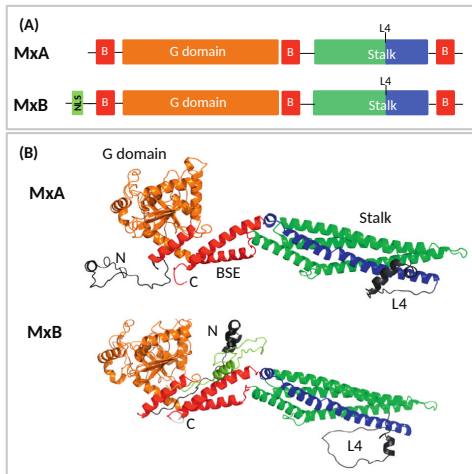 (A)
L4
MxA B G domain B Stalk B
L4
MxB NLS B G domain B Stalk B
(B)
G domain
MxA
Stalk
N
C BSE
L4
MxB
N
C
L4